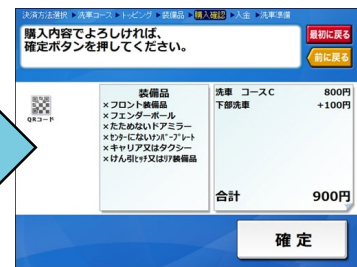 決済方法選択 ▶ 洗車コース ▶ トッピング ▶ 装備品 ▶ 購入確認 ▶ 入金 ▶ 洗車準備
購入内容でよろしければ、
確定ボタンを押してください。
最初に戻る
前に戻る
QRコード
装備品
×フロント装備品
×フェンダーポール
×たためないドアミラー
×センターにないナンバープレート
×キャリア又はタクシー
×けん引ヒッチ又はリア装備品
洗車 コースC 800円
下部洗車 +100円
合計 900円
確定